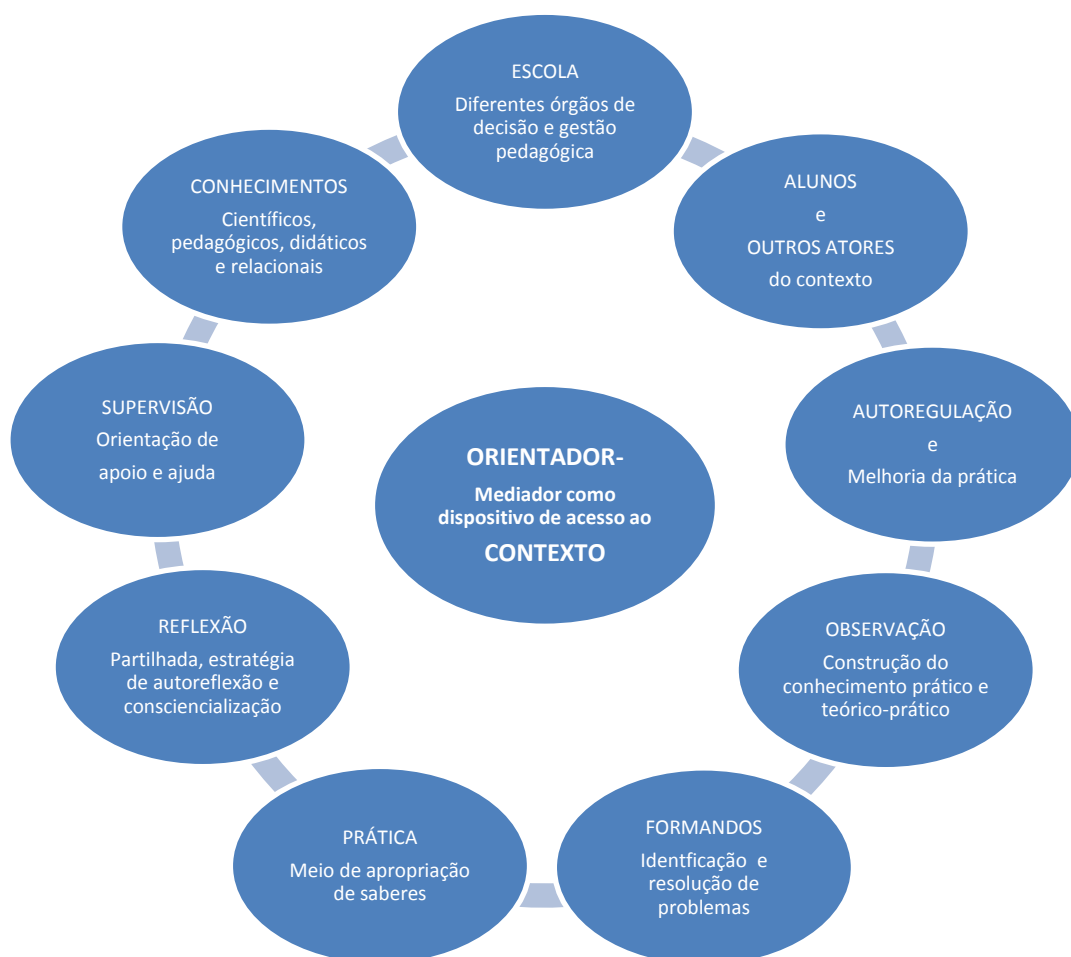 ESCOLA
Diferentes órgãos de
decisão e gestão
pedagógica
ALUNOS
e
OUTROS ATORES
do contexto
AUTOREGULAÇÃO
e
Melhoria da prática
OBSERVAÇÃO
Construção do
conhecimento prático e
teórico-prático
FORMANDOS
Identficação e
resolução de
problemas
PRÁTICA
Meio de apropriação
de saberes
REFLEXÃO
Partilhada, estratégia
de autoreflexão e
consciencialização
SUPERVISÃO
Orientação de
apoio e ajuda
CONHECIMENTOS
Científicos,
pedagógicos, didáticos
e relacionais
ORIENTADOR-
Mediador como
dispositivo de acesso ao
CONTEXTO